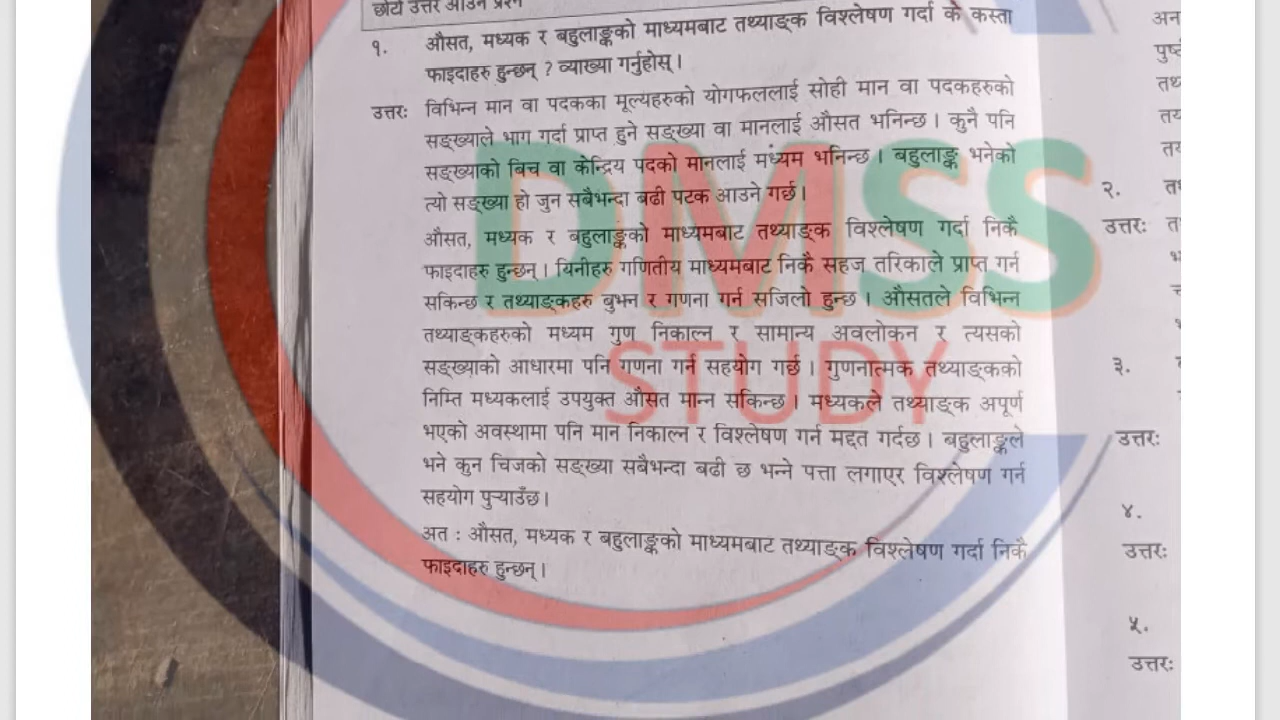 छोटो उत्तर आउने प्रश्न
१. औसत, मध्यक र बहुलाङ्कको माध्यमबाट तथ्याङ्क विश्लेषण गर्दा के कस्ता
फाइदाहरु हुन्छन् ? व्याख्या गर्नुहोस् ।
उत्तरः विभिन्न मान वा पदकका मूल्यहरुको योगफललाई सोही मान वा पदकहरुको
सङ्ख्याले भाग गर्दा प्राप्त हुने सङ्ख्या वा मानलाई औसत भनिन्छ । कुनै पनि
सङ्ख्याको बिच वा केन्द्रिय पदको मानलाई मध्यम भनिन्छ । बहुलाङ्क भनेको
त्यो सङ्ख्या हो जुन सबैभन्दा बढी पटक आउने गर्छ ।
औसत, मध्यक र बहुलाङ्कको माध्यमबाट तथ्याङ्क विश्लेषण गर्दा निकै
फाइदाहरु हुन्छन् । यिनीहरु गणितीय माध्यमबाट निकै सहज तरिकाले प्राप्त गर्न
सकिन्छ र तथ्याङ्कहरु बुझ्न र गणना गर्न सजिलो हुन्छ । औसतले विभिन्न
तथ्याङ्कहरुको मध्यम गुण निकाल्न र सामान्य अवलोकन र त्यसको
सङ्ख्याको आधारमा पनि गणना गर्न सहयोग गर्छ । गुणनात्मक तथ्याङ्कको
निम्ति मध्यकलाई उपयुक्त औसत मान्न सकिन्छ । मध्यकले तथ्याङ्क अपूर्ण
भएको अवस्थामा पनि मान निकाल्न र विश्लेषण गर्न मद्दत गर्दछ । बहुलाङ्कले
भने कुन चिजको सङ्ख्या सबैभन्दा बढी छ भन्ने पत्ता लगाएर विश्लेषण गर्न
सहयोग पुऱ्याउँछ ।
अत : औसत, मध्यक र बहुलाङ्कको माध्यमबाट तथ्याङ्क विश्लेषण गर्दा निकै
फाइदाहरु हुन्छन् ।
DMSS
STUDY
२.
उत्तरः
३.
उत्तरः
४.
उत्तरः
५.
उत्तरः